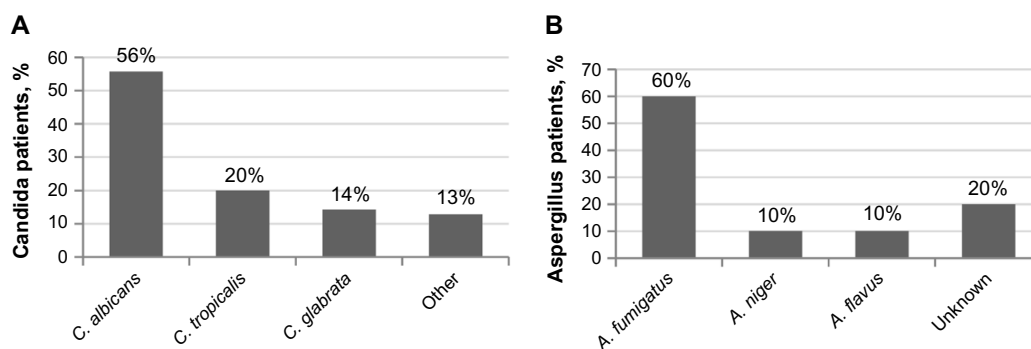 A
Candida patients, %
60
50
40
30
20
10
0
56%
20%
14%
13%
C. albicans
C. tropicalis
C. glabrata
Other
B
Aspergillus patients, %
70
60
50
40
30
20
10
0
60%
10%
10%
20%
A. fumigatus
A. niger
A. flavus
Unknown